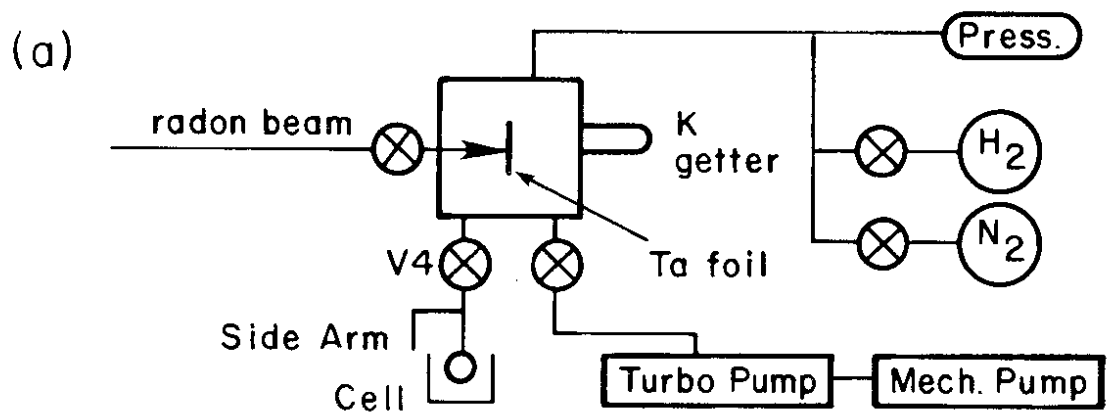 (a)
Press.
radon beam
K
getter
H2
N2
V4
Ta foil
Side Arm
Cell
Turbo Pump
Mech. Pump